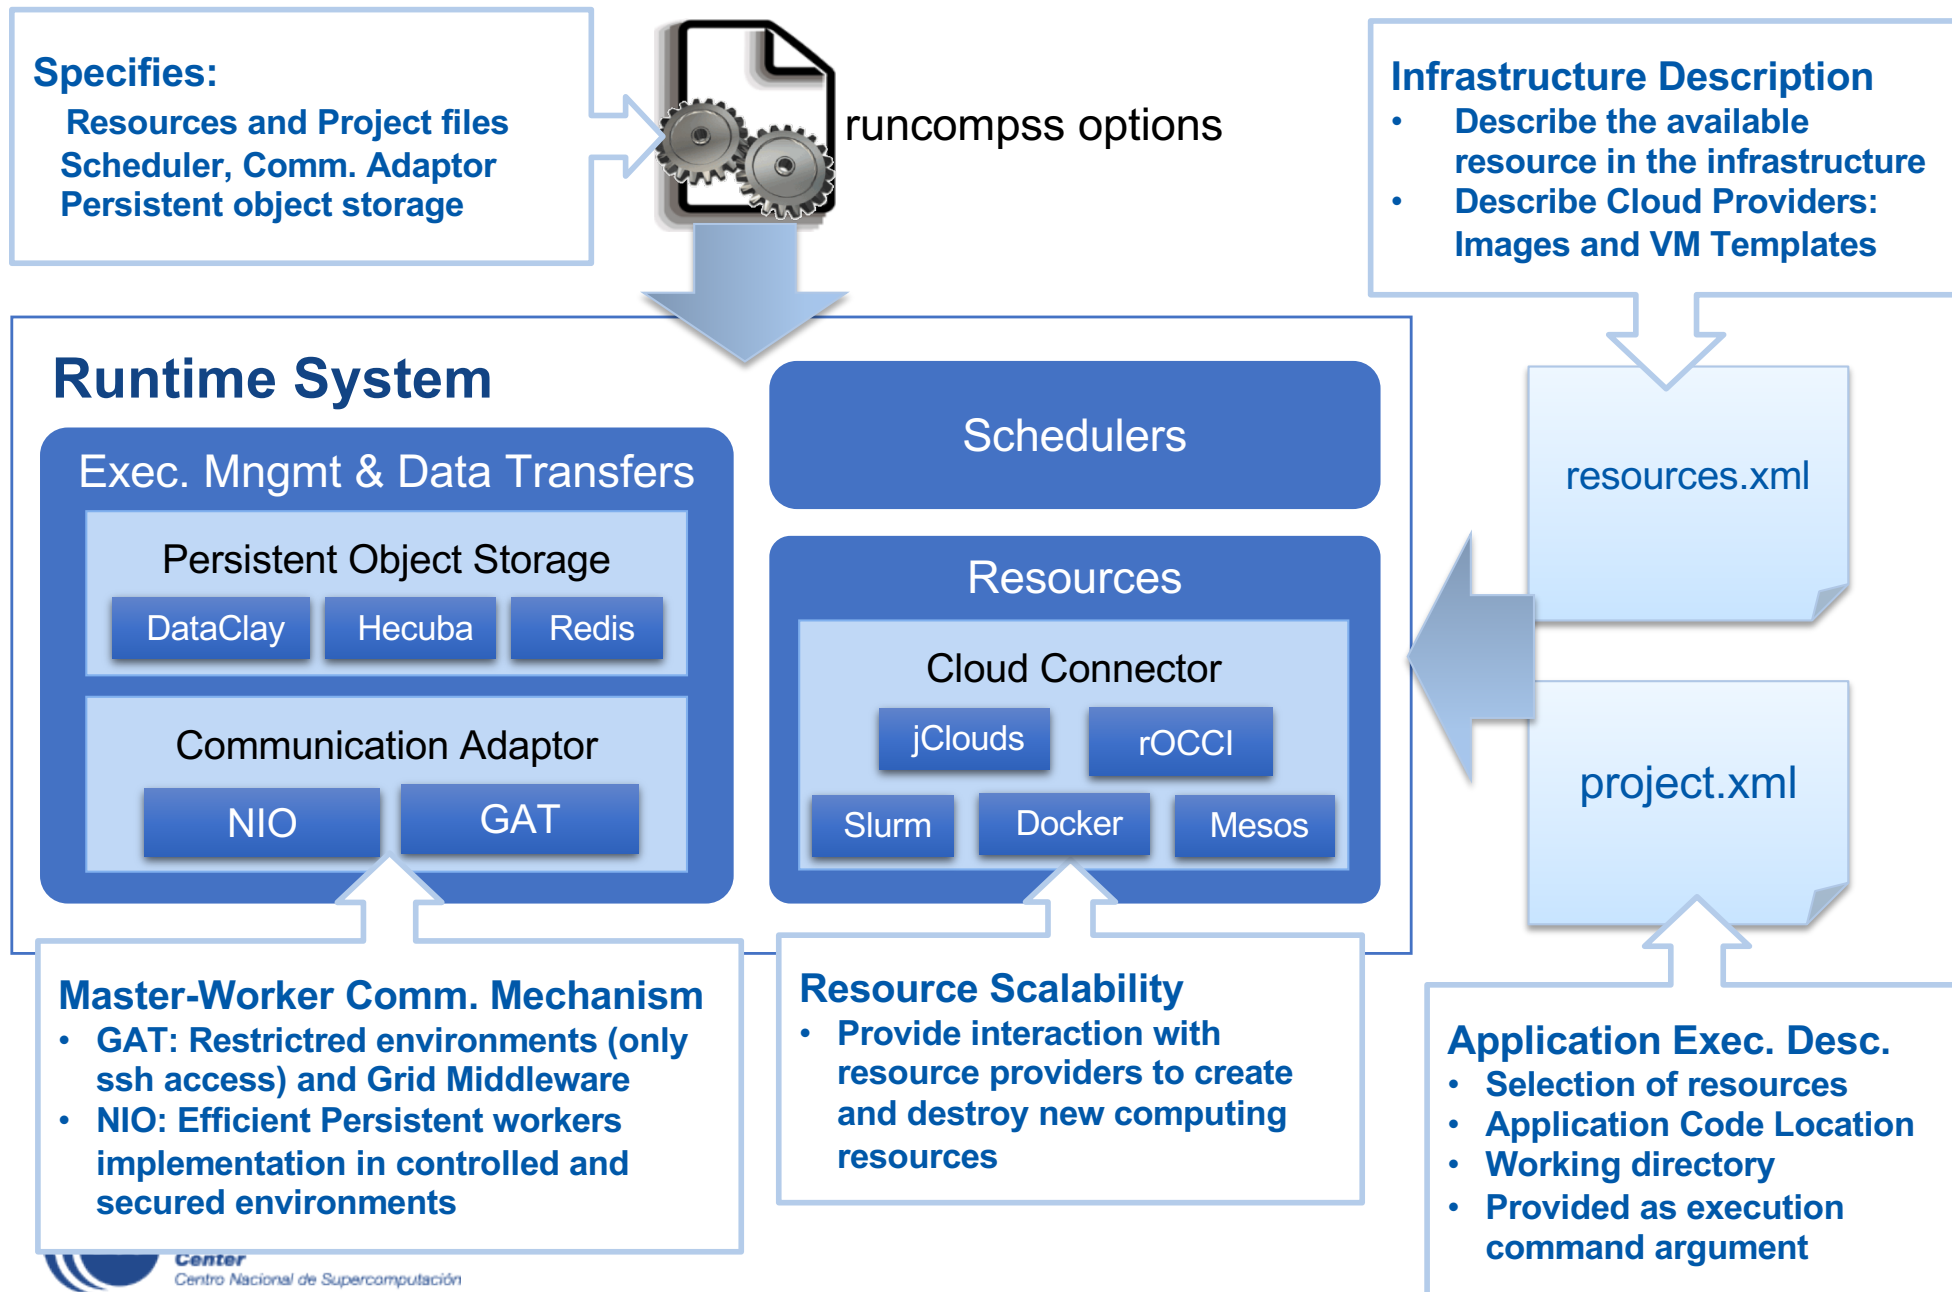 Specifies:
Resources and Project files
Scheduler, Comm. Adaptor
Persistent object storage
runcompss options
Infrastructure Description
• Describe the available
resource in the infrastructure
• Describe Cloud Providers:
Images and VM Templates
Runtime System
Exec. Mngmt & Data Transfers
Persistent Object Storage
DataClay
Hecuba
Redis
Communication Adaptor
NIO
GAT
Schedulers
Resources
Cloud Connector
jClouds
rOCCI
Slurm
Docker
Mesos
resources.xml
project.xml
Master-Worker Comm. Mechanism
• GAT: Restrictred environments (only
ssh access) and Grid Middleware
• NIO: Efficient Persistent workers
implementation in controlled and
secured environments
Resource Scalability
• Provide interaction with
resource providers to create
and destroy new computing
resources
Application Exec. Desc.
• Selection of resources
• Application Code Location
• Working directory
• Provided as execution
command argument
Center
Centro Nacional de Supercomputación